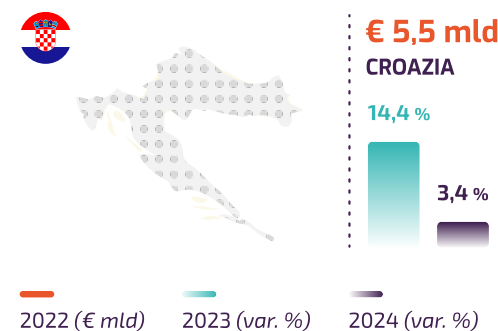 € 5,5 mld
CROAZIA
14,4 %
3,4 %
2022 (€ mld)
2023 (var. %)
2024 (var. %)